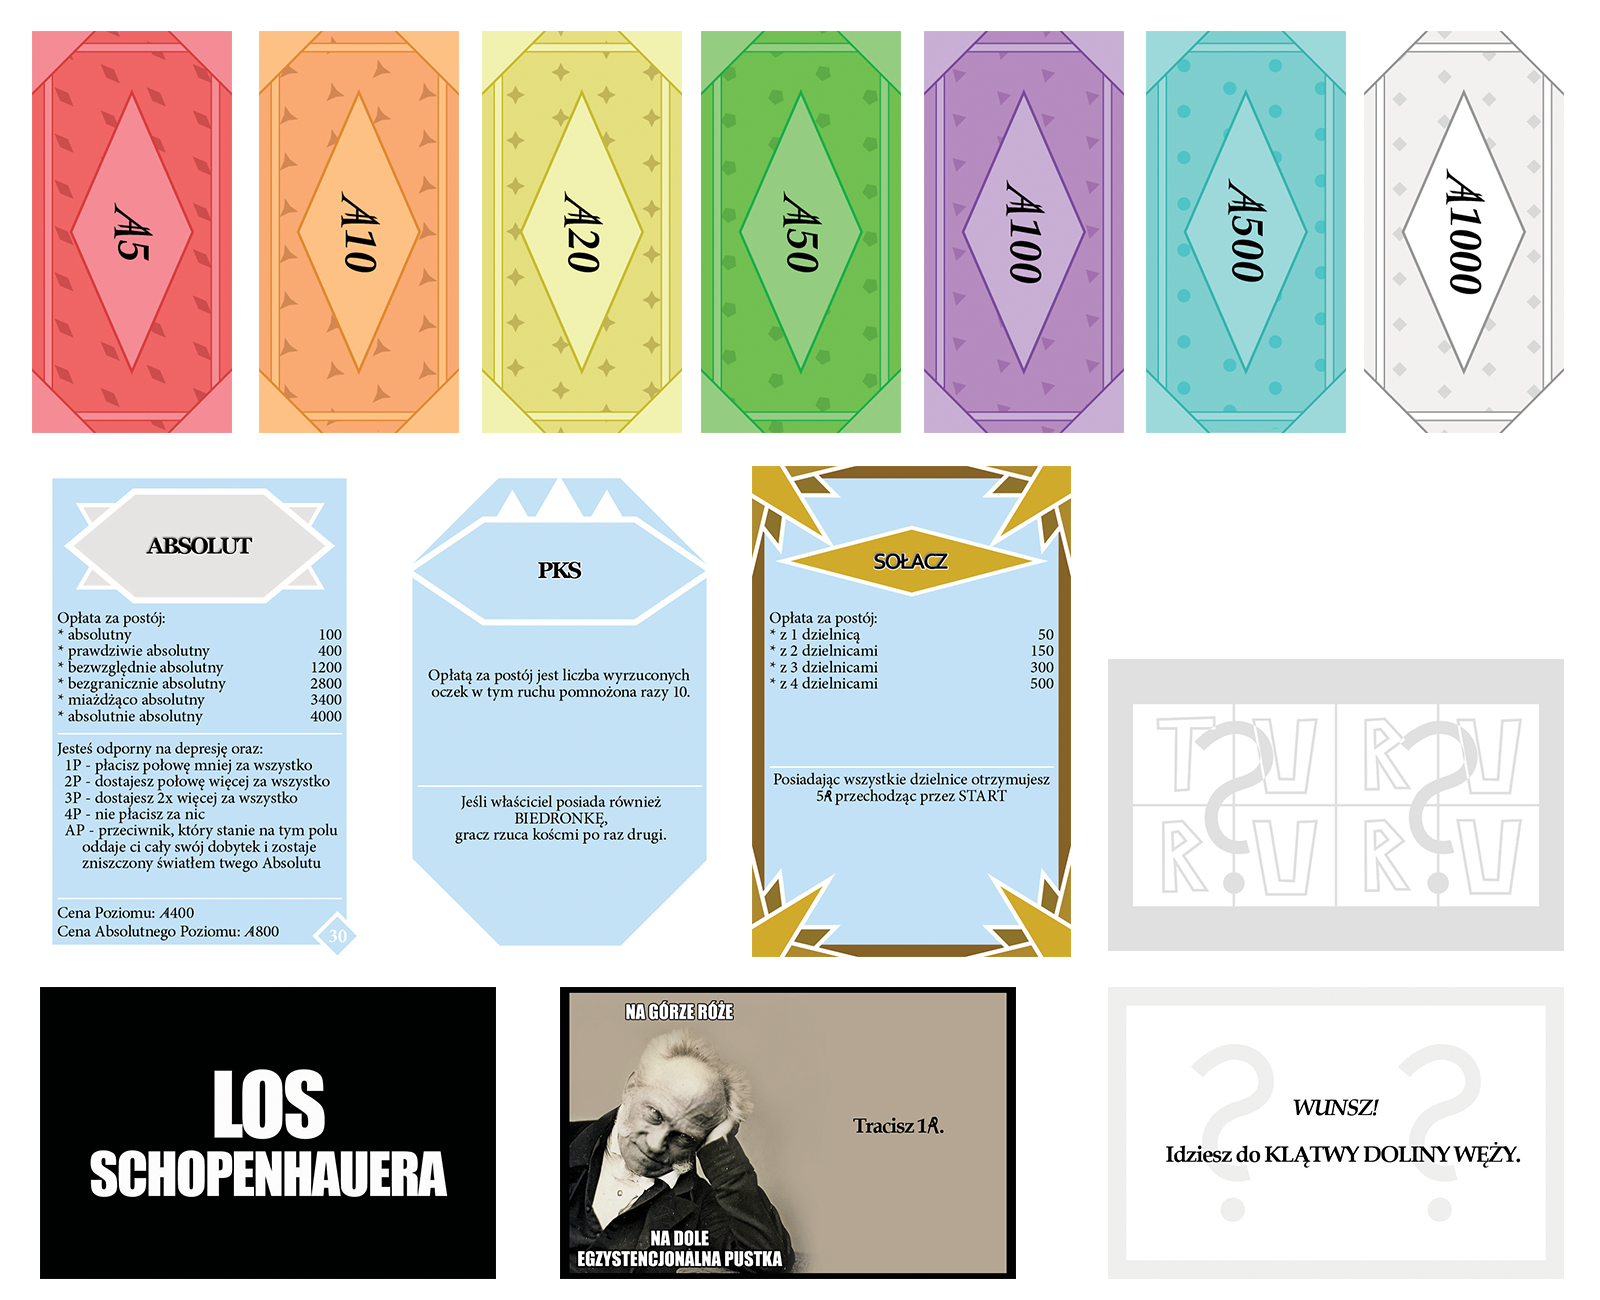 A5
A10
A20
A50
A100
A500
A1000
ABSOLUT
Opłata za postój:
* absolutny 100
* prawdziwie absolutny 400
* bezwzględnie absolutny 1200
* bezgranicznie absolutny 2800
* miażdżąco absolutny 3400
* absolutnie absolutny 4000
Jesteś odporny na depresję oraz:
1P - płacisz połowę mniej za wszystko
2P - dostajesz połowę więcej za wszystko
3P - dostajesz 2x więcej za wszystko
4P - nie płacisz za nic
AP - przeciwnik, który stanie na tym polu
oddaje ci cały swój dobytek i zostaje
zniszczony światłem twego Absolutu
Cena Poziomu: A400
Cena Absolutnego Poziomu: A800
30
PKS
Opłatą za postój jest liczba wyrzuconych
oczek w tym ruchu pomnożona razy 10.
Jeśli właściciel posiada również
BIEDRONKĘ,
gracz rzuca kośćmi po raz drugi.
SOŁACZ
Opłata za postój:
* z 1 dzielnicą 50
* z 2 dzielnicami 150
* z 3 dzielnicami 300
* z 4 dzielnicami 500
Posiadając wszystkie dzielnice otrzymujesz
5R przechodząc przez START
? ?
TU RU
RU RU
LOS
SCHOPENHAUERA
NA GÓRZE RÓŻE
Tracisz 1R.
NA DOLE
EGZYSTENCJONALNA PUSTKA
? ?
WUNSZ!
Idziesz do KLĄTWY DOLINY WĘŻY.